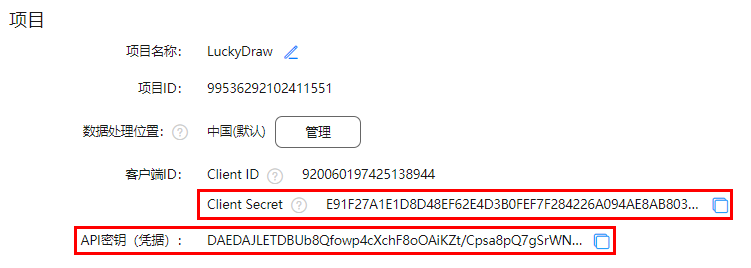 项目
项目名称： LuckyDraw
项目ID： 99536292102411551
数据处理位置： ? 中国(默认) 管理
客户端ID： Client ID ? 920060197425138944
Client Secret ? E91F27A1E1D8D48EF62E4D3B0FEF7F284226A094AE8AB803...
API密钥（凭据）： DAEDAJLETDBUb8Qfowp4cXchF8oOAiKZt/Cpsa8pQ7gSrWN...